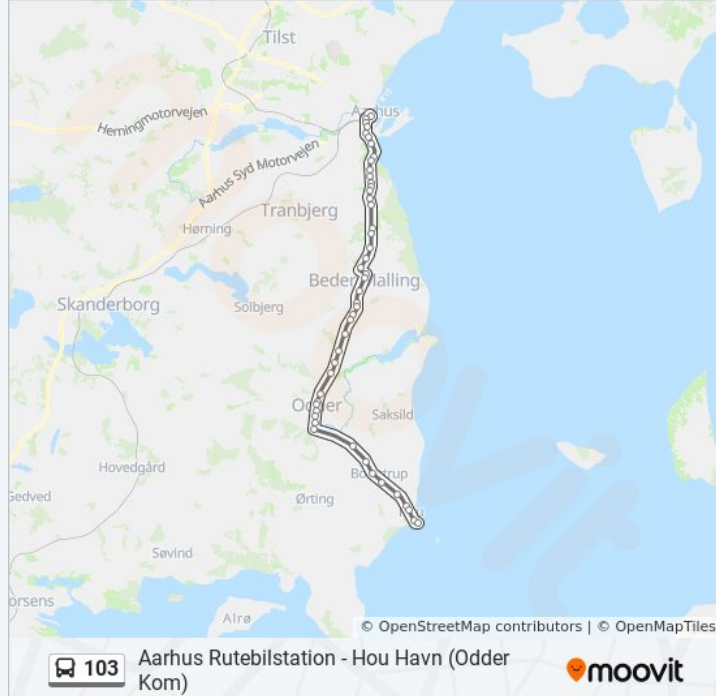 Tilst
Aarhus
Herningmotorvejen
Aarhus Syd Motorvejen
Tranbjerg
Hørning
Beder Malling
Skanderborg
Solbjerg
Odder
Saksild
Hovedgård
Gedved
Ørting
Søvind
orsens
Alrø
© OpenStreetMap contributors | © OpenMapTiles
103
Aarhus Rutebilstation - Hou Havn (Odder
Kom)
moovit